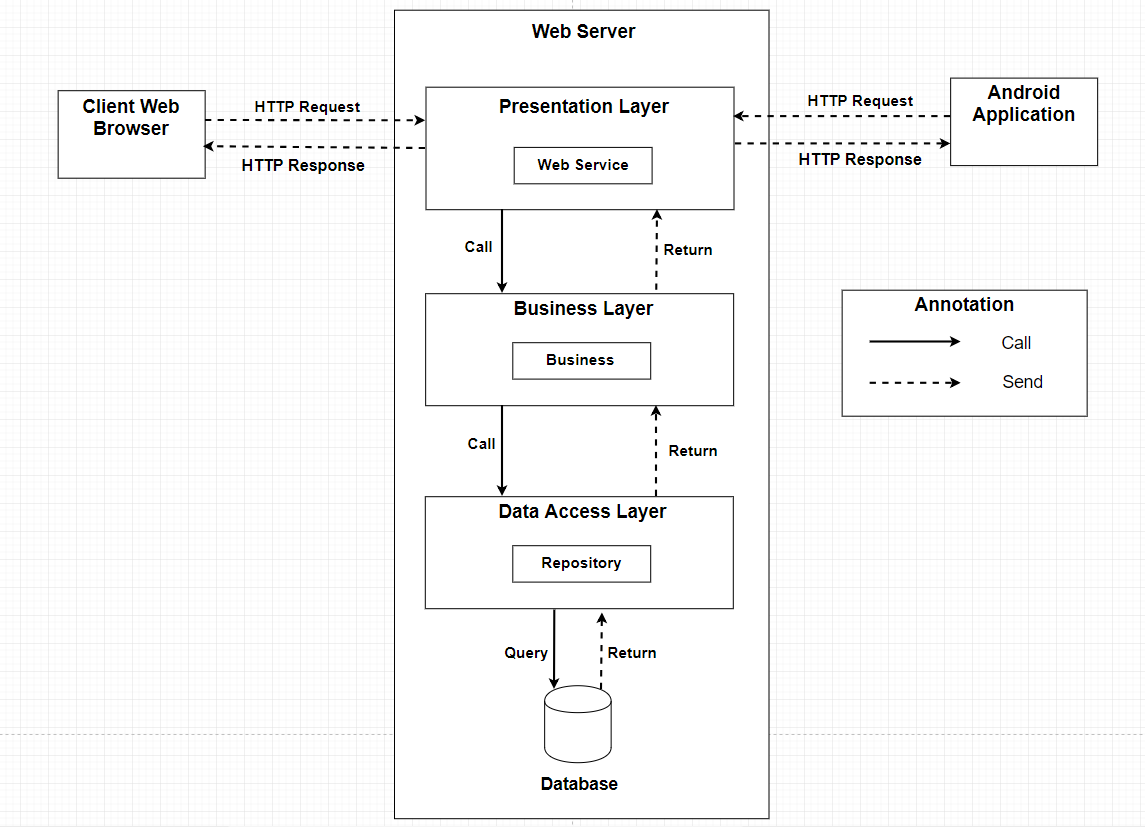 Web Server
Client Web
Browser
HTTP Request
HTTP Response
Presentation Layer
Web Service
HTTP Request
HTTP Response
Android
Application
Call
Return
Business Layer
Business
Annotation
Call
Send
Call
Return
Data Access Layer
Repository
Query
Return
Database